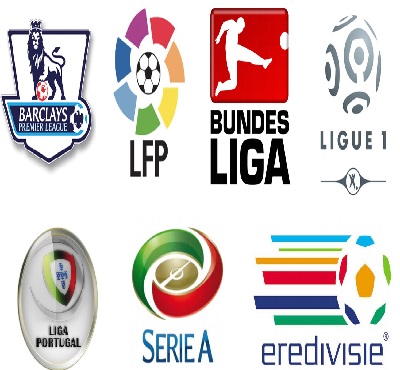 BARCLAYS
PREMIER LEAGUE
LFP
BUNDES
LIGA
LIGUE 1
LIGA
PORTUGAL
SERIE A
eredivisie®